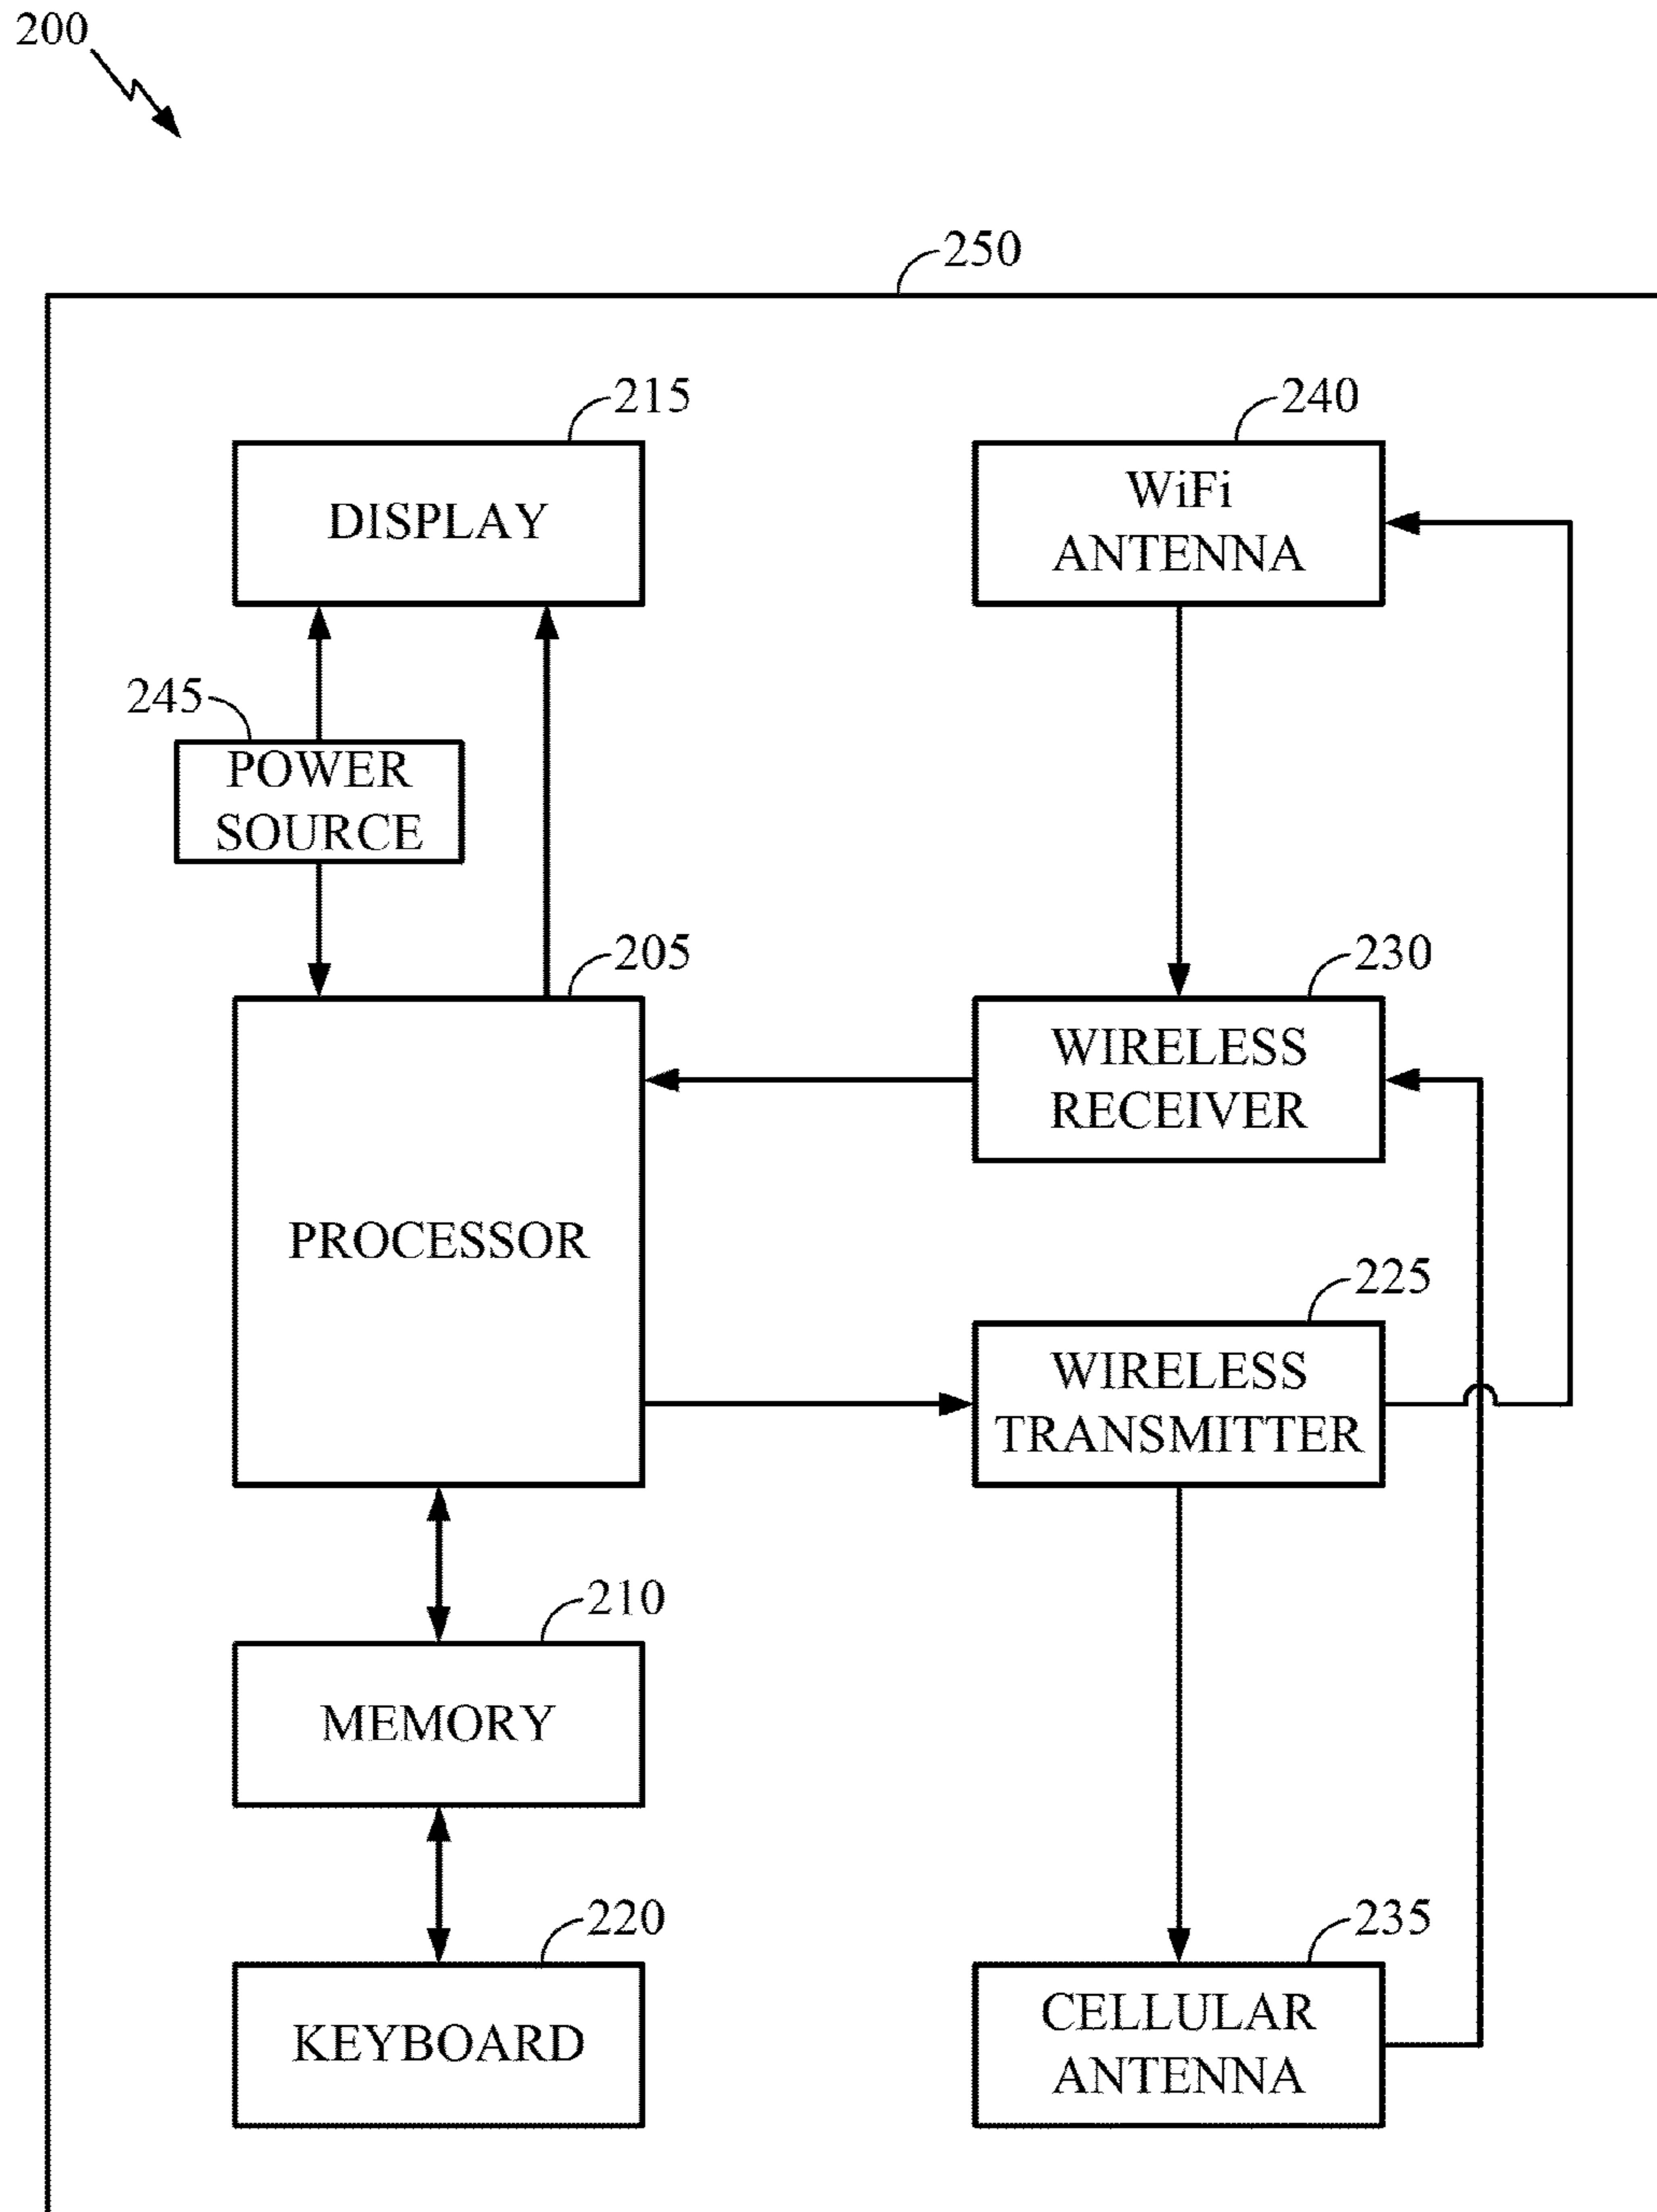 200
250
215
DISPLAY
240
WiFi
ANTENNA
245
POWER
SOURCE
205
PROCESSOR
230
WIRELESS
RECEIVER
225
WIRELESS
TRANSMITTER
210
MEMORY
220
KEYBOARD
235
CELLULAR
ANTENNA